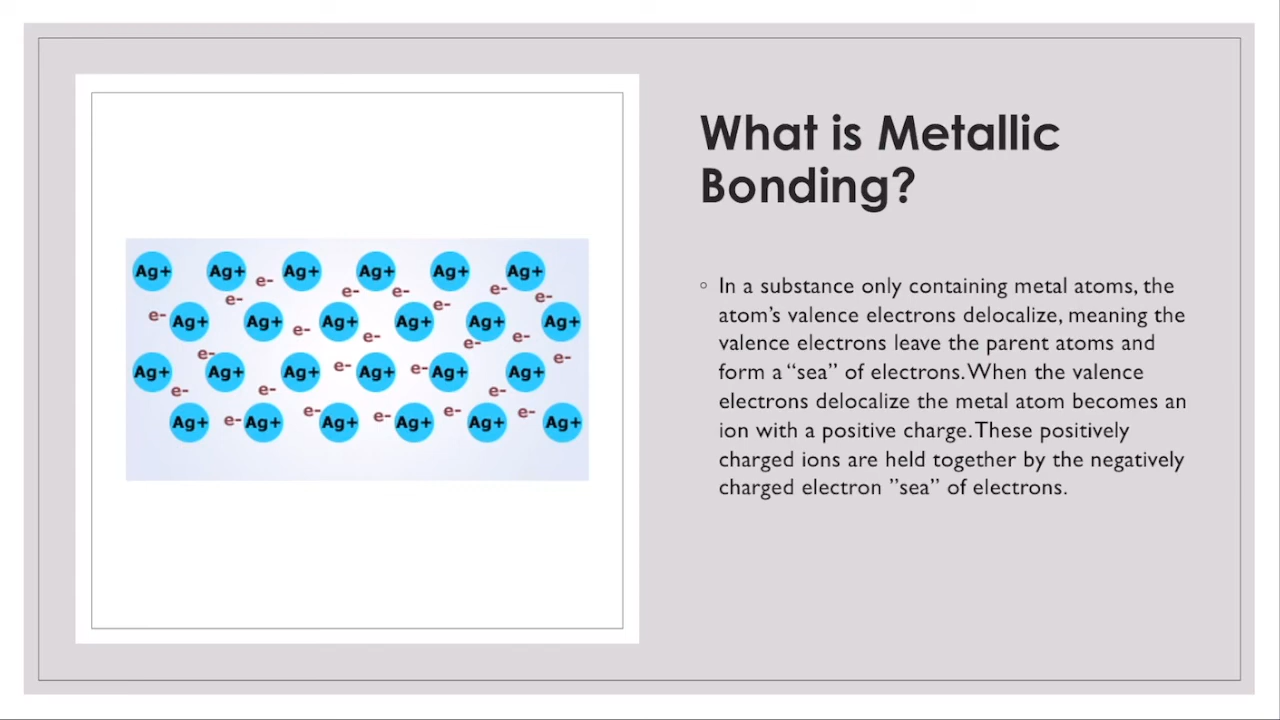 What is Metallic
Bonding?
◦ In a substance only containing metal atoms, the
atom’s valence electrons delocalize, meaning the
valence electrons leave the parent atoms and
form a “sea” of electrons. When the valence
electrons delocalize the metal atom becomes an
ion with a positive charge. These positively
charged ions are held together by the negatively
charged electron ”sea” of electrons.
Ag+ Ag+ Ag+ Ag+ Ag+ Ag+
e- e- e- e- e- e-
e- Ag+ Ag+ e- Ag+ Ag+ e- Ag+ Ag+
e- e- e- e-
Ag+ Ag+ Ag+ e- Ag+ e- Ag+ Ag+ e-
e- e- e-
Ag+ e- Ag+ e- Ag+ e- Ag+ e- Ag+ e- Ag+